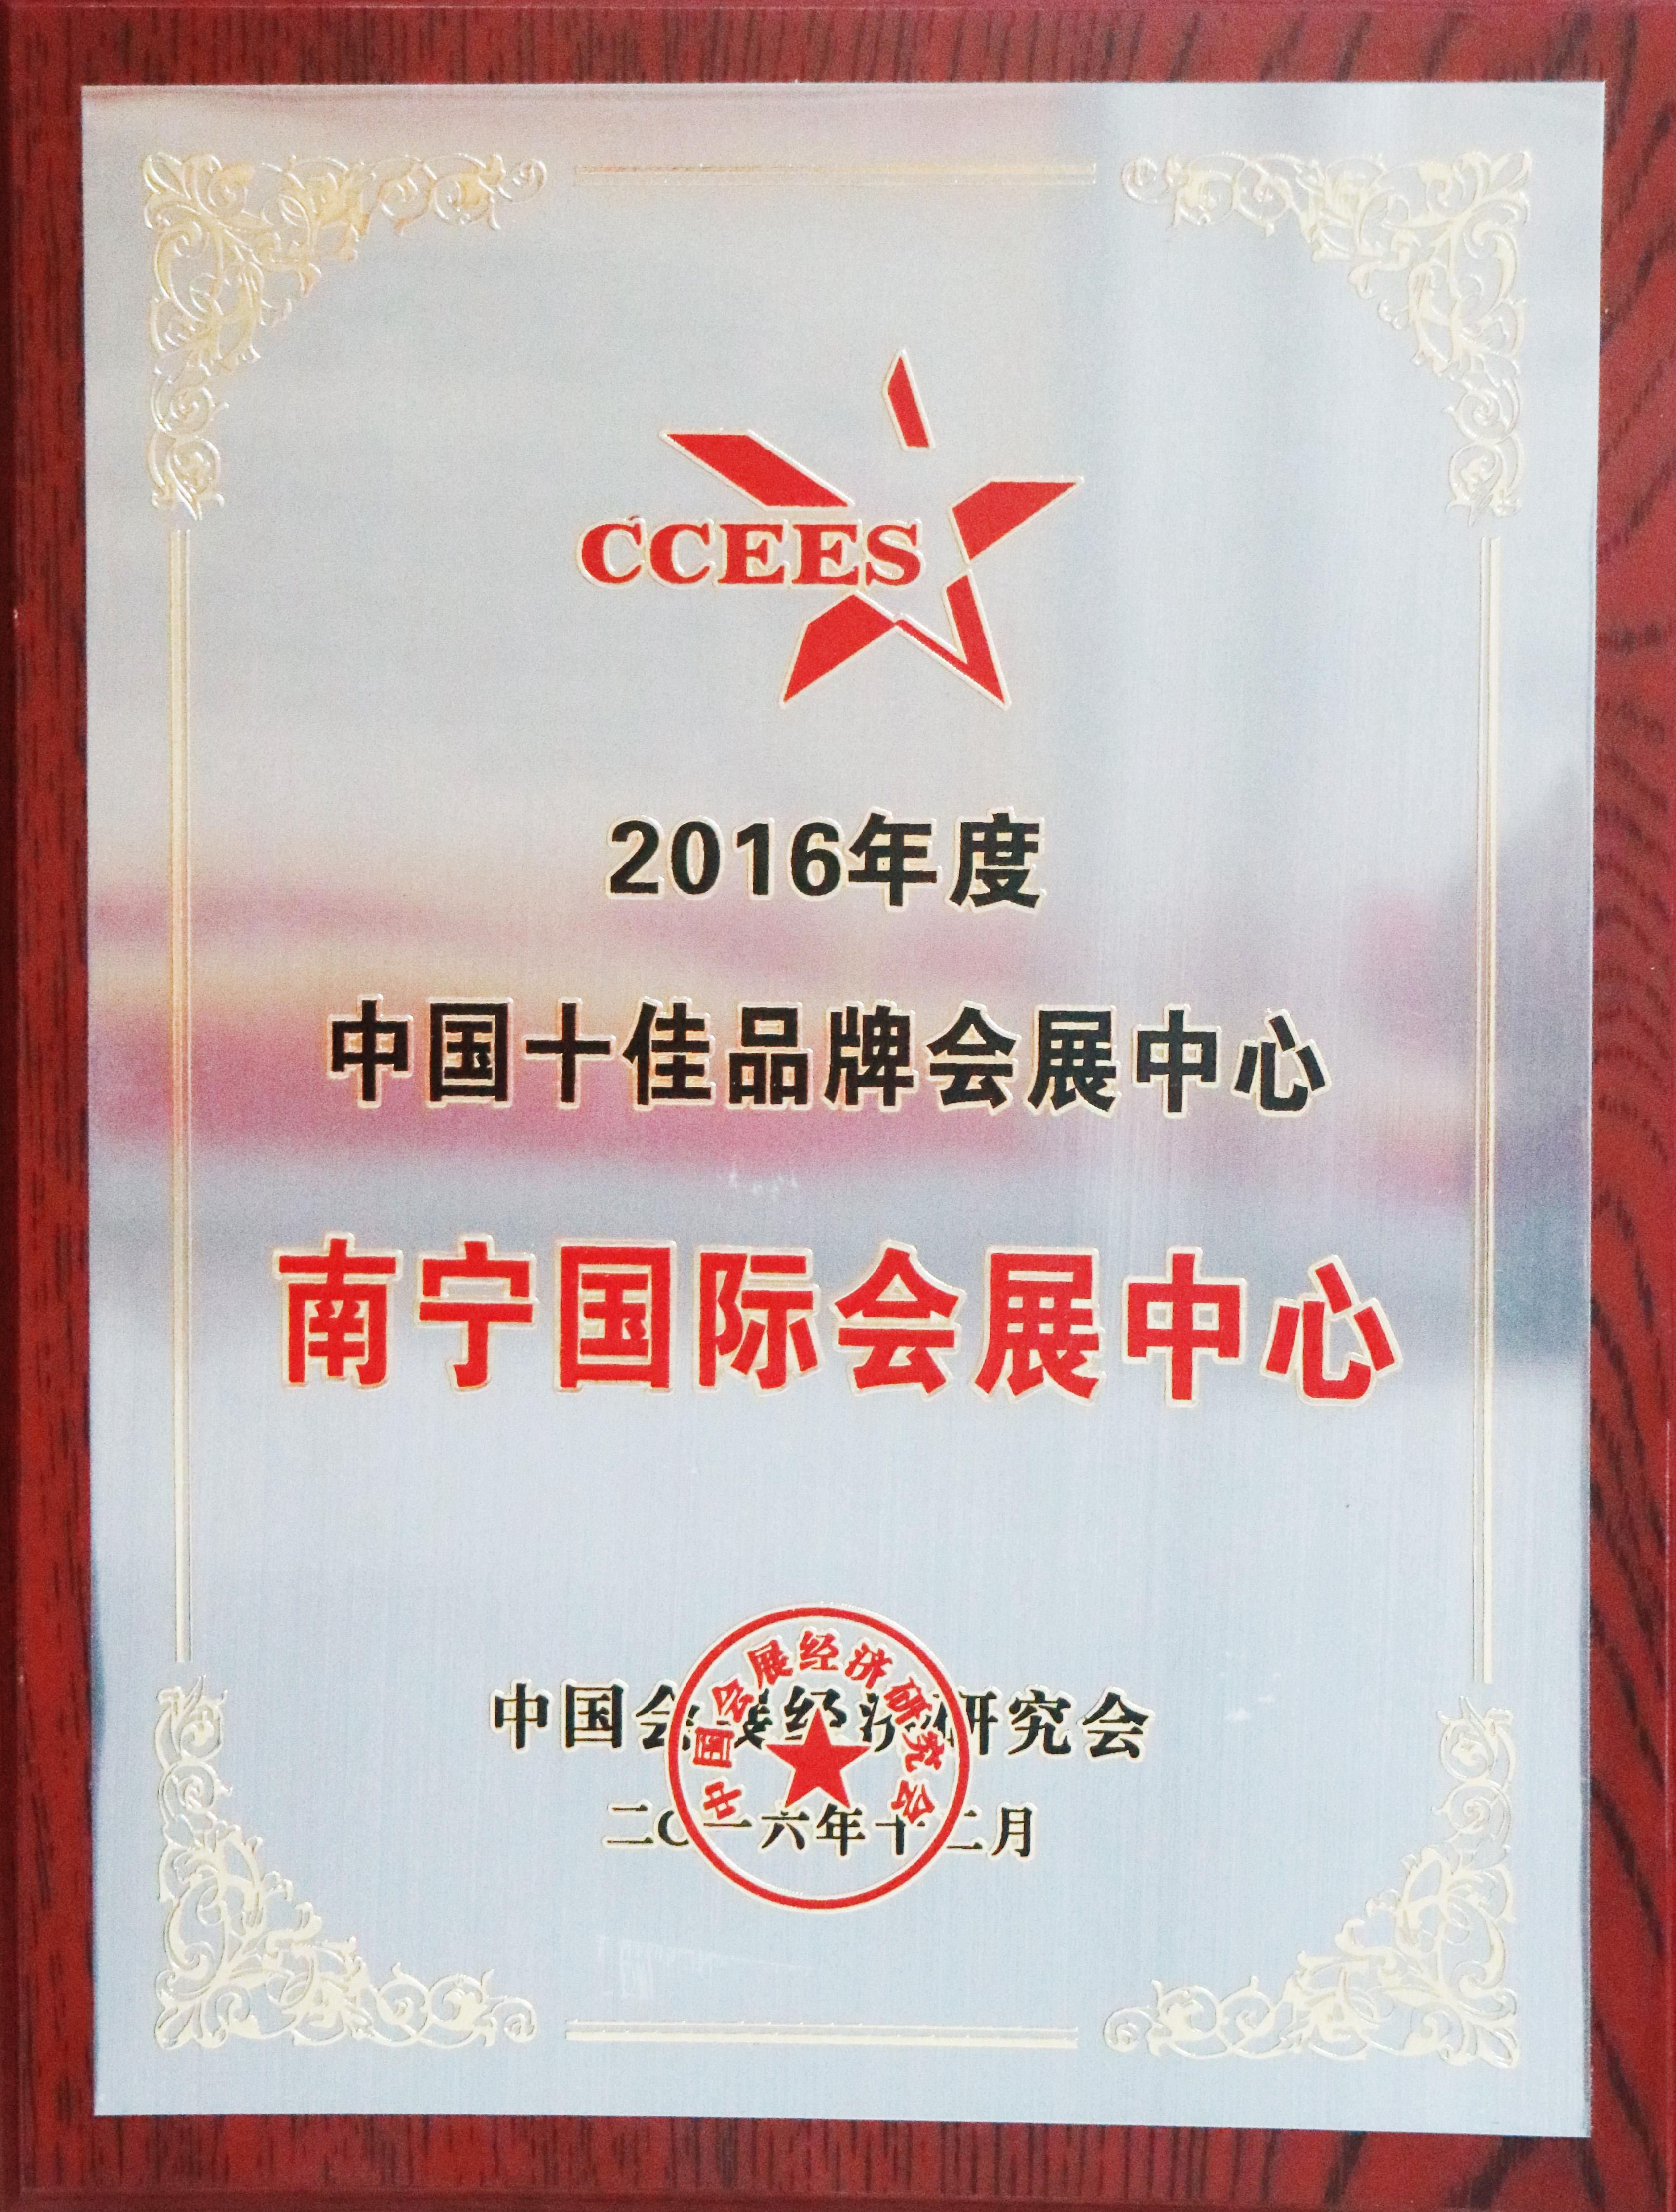 CCEES
2016年度
中国十佳品牌会展中心
南宁国际会展中心
中国会展经济研究会
中国会展经济研究会
二〇一六年十二月